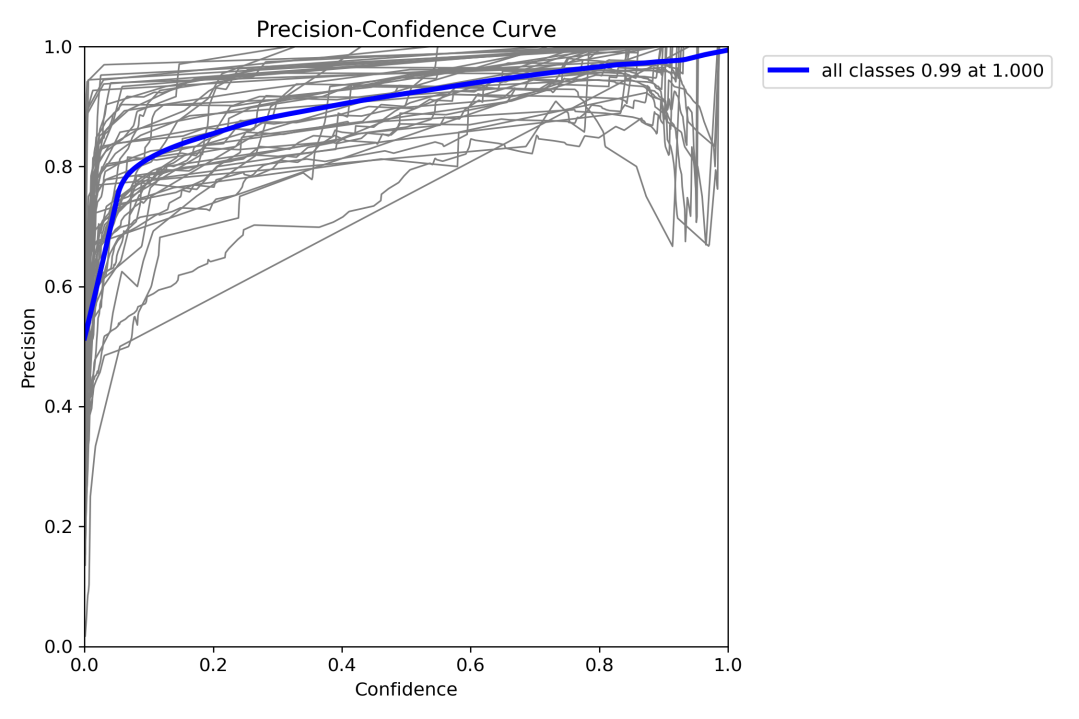 Precision-Confidence Curve
all classes 0.99 at 1.000
1.0
0.8
0.6
0.4
0.2
0.0
Precision
0.0 0.2 0.4 0.6 0.8 1.0
Confidence